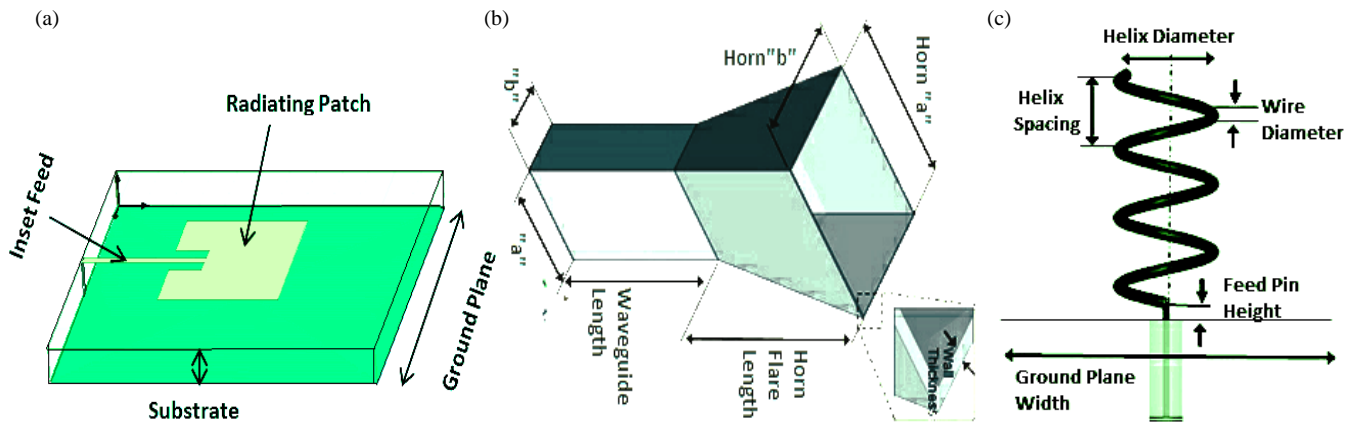 (a)
Radiating Patch
Inset Feed
Ground Plane
Substrate
(b)
Horn"b"
Horn "a"
"b"
"a"
Waveguide
Length
Horn
Flare
Length
Wall
Thickness
(c)
Helix Diameter
Helix
Spacing
Wire
Diameter
Feed Pin
Height
Ground Plane
Width